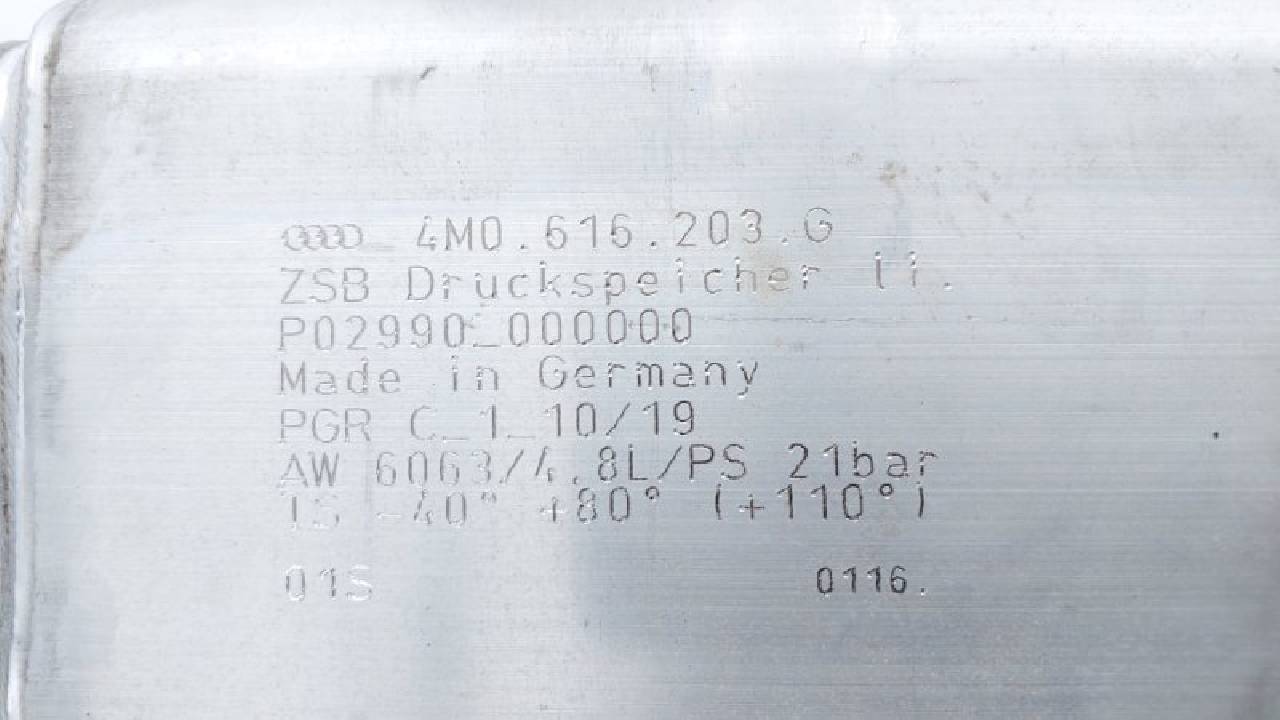 4M0.616.203.G
ZSB Druckspeicher li.
P02990_000000
Made in Germany
PGR C_1_10/19
AW 6063/4.8L/PS 21bar
TS -40° +80° (+110°)
01S 0116.